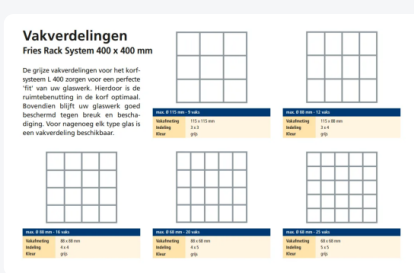 Vakverdelingen
Fries Rack System 400 x 400 mm
De grijze vakverdelingen voor het korf-
systeem L 400 zorgen voor een perfecte
'fit' van uw glaswerk. Hierdoor is de
ruimtebenutting in de korf optimaal.
Bovendien blijft uw glaswerk goed
beschermd tegen breuk en bescha-
diging. Voor nagenoeg elk type glas is
een vakverdeling beschikbaar.
max. Ø 115 mm - 9 vaks
Vakafmeting 115 x 115 mm
Indeling 3 x 3
Kleur grijs
max. Ø 88 mm - 12 vaks
Vakafmeting 115 x 88 mm
Indeling 3 x 4
Kleur grijs
max. Ø 88 mm - 16 vaks
Vakafmeting 88 x 88 mm
Indeling 4 x 4
Kleur grijs
max. Ø 68 mm - 20 vaks
Vakafmeting 88 x 68 mm
Indeling 4 x 5
Kleur grijs
max. Ø 68 mm - 25 vaks
Vakafmeting 68 x 68 mm
Indeling 5 x 5
Kleur grijs